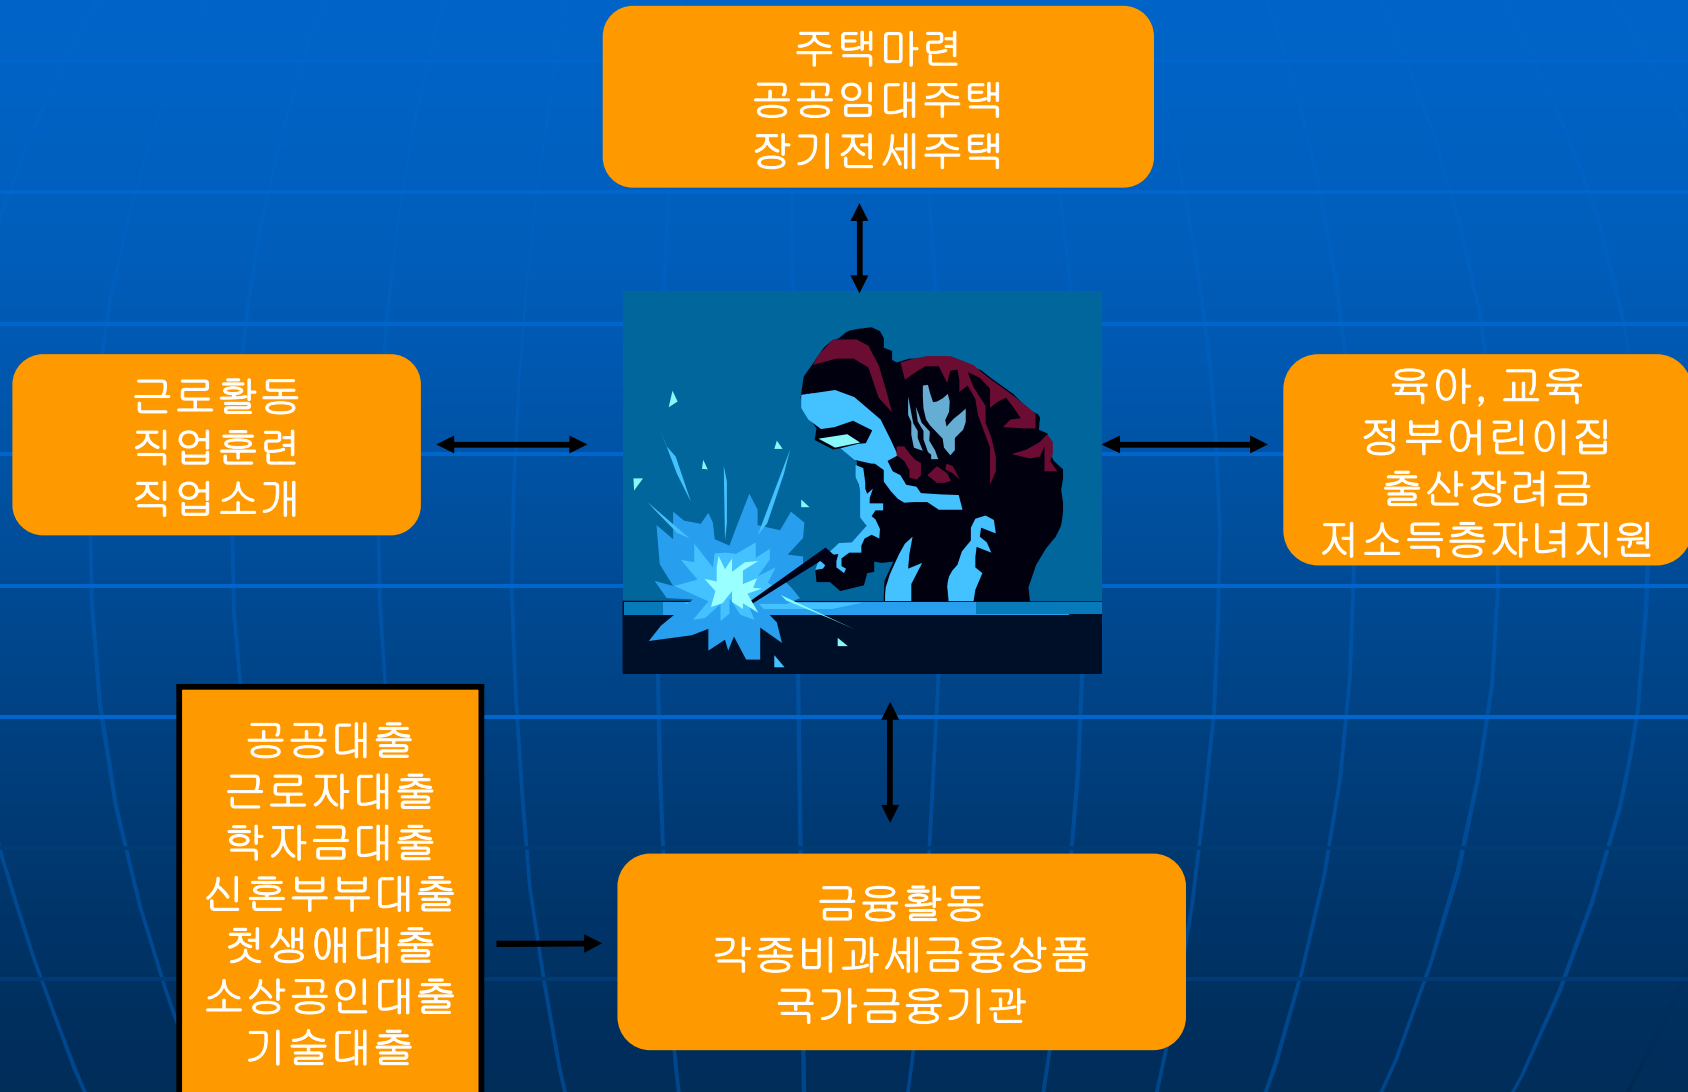 주택마련
공공임대주택
장기전세주택
근로활동
직업훈련
직업소개
육아, 교육
정부어린이집
출산장려금
저소득층자녀지원
공공대출
근로자대출
학자금대출
신혼부부대출
첫생애대출
소상공인대출
기술대출
금융활동
각종비과세금융상품
국가금융기관